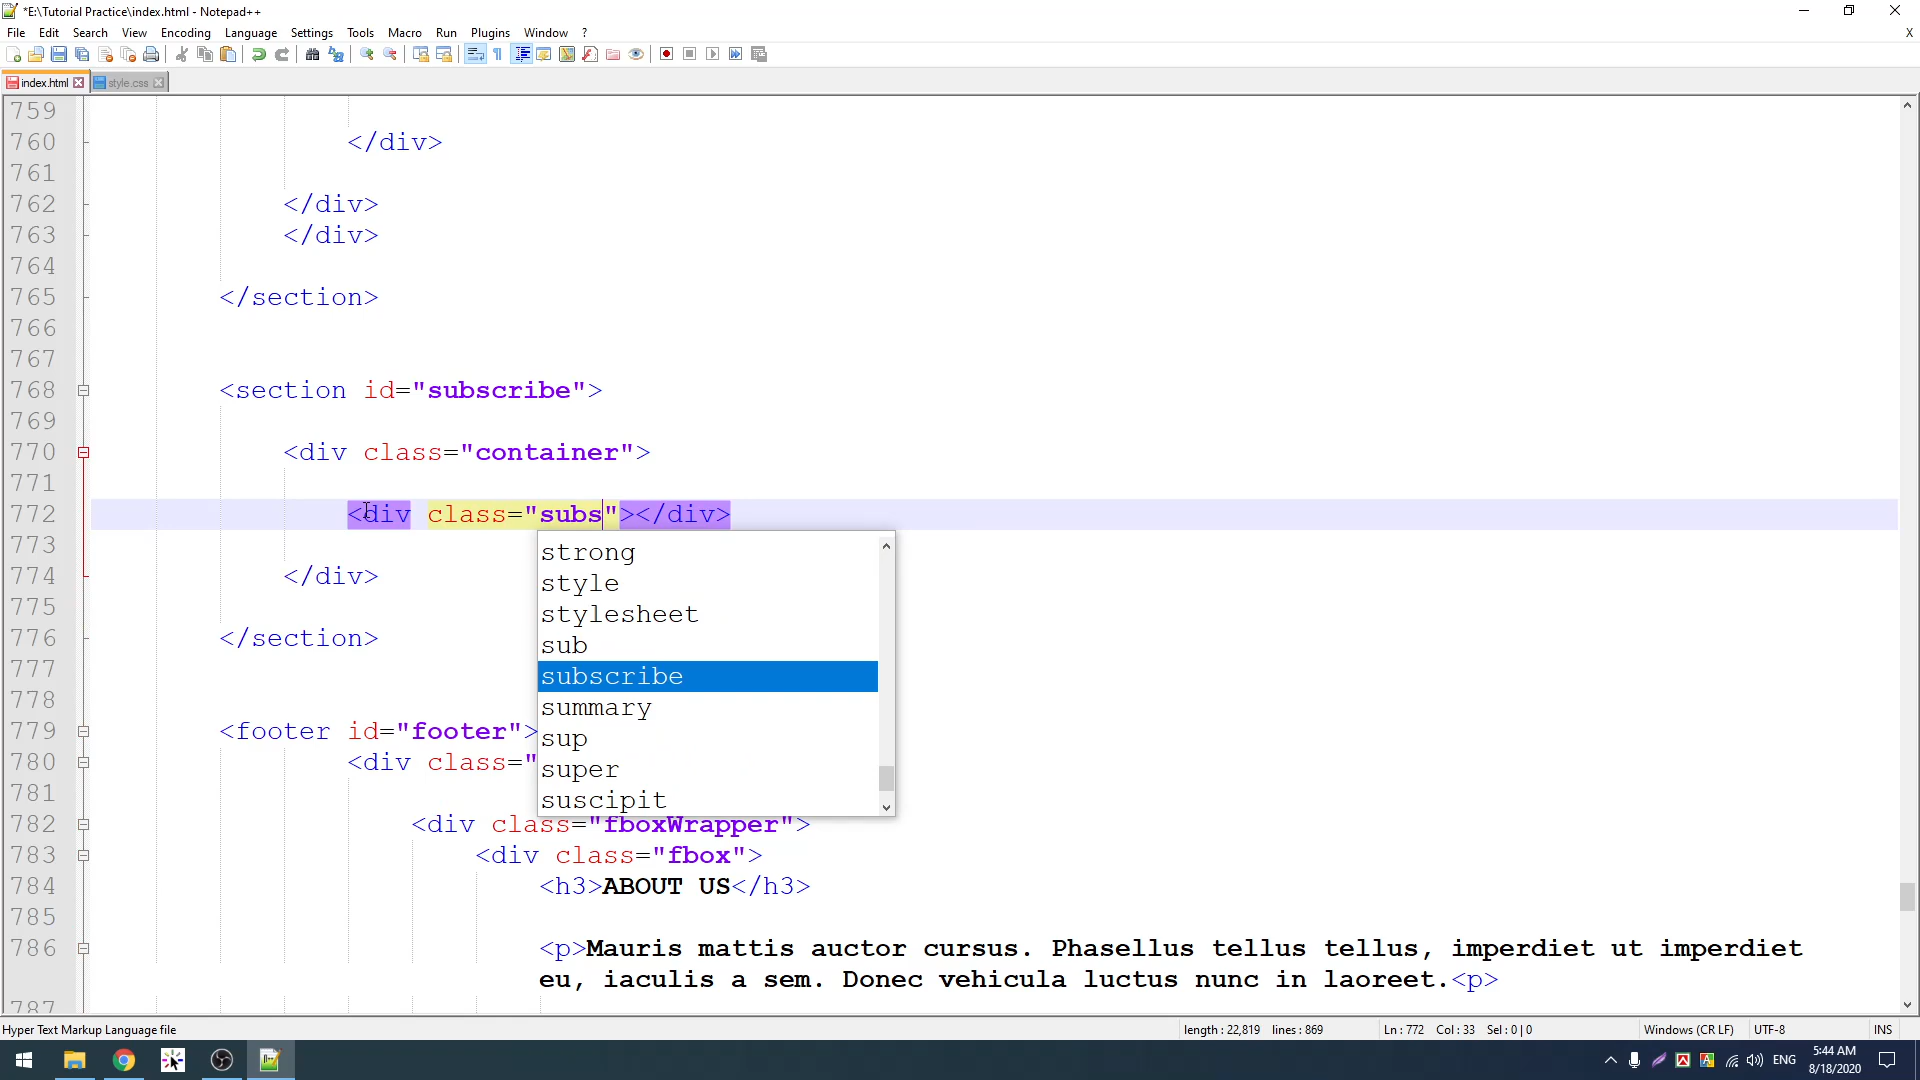 *E:\Tutorial Practice\index.html - Notepad++
File Edit Search View Encoding Language Settings Tools Macro Run Plugins Window ? X
index.html style.css
759
760 </div>
761
762 </div>
763 </div>
764
765 </section>
766
767
768 <section id="subscribe">
769
770 <div class="container">
771
772 <div class="subs"></div>
773
774 </div>
775
776 </section>
777
778
779 <footer id="footer">
780 <div class="
781
782 <div class="fboxWrapper">
783 <div class="fbox">
784 <h3>ABOUT US</h3>
785
786 <p>Mauris mattis auctor cursus. Phasellus tellus tellus, imperdiet ut imperdiet
eu, iaculis a sem. Donec vehicula luctus nunc in laoreet.<p>
787
strong
style
stylesheet
sub
subscribe
summary
sup
super
suscipit
Hyper Text Markup Language file length : 22,819 lines : 869 Ln : 772 Col : 33 Sel : 0 | 0 Windows (CR LF) UTF-8 INS
ENG 5:44 AM
8/18/2020